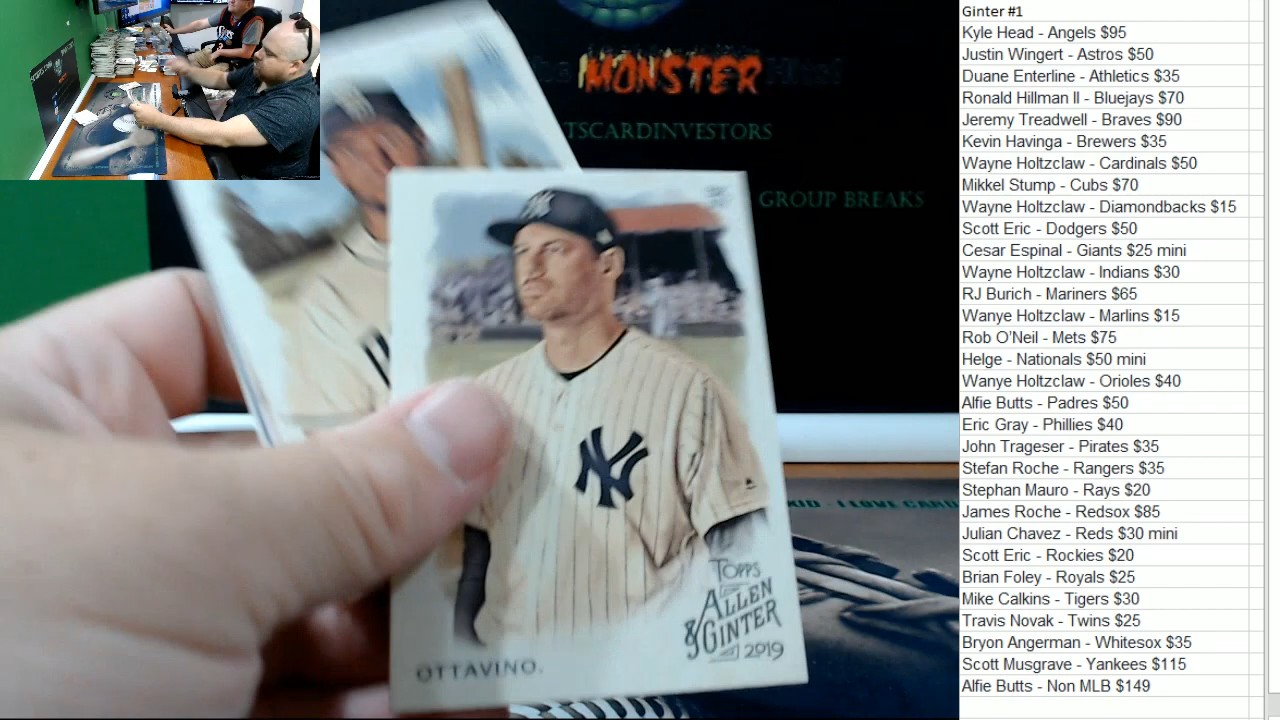 MONSTER
TSCARDINVESTORS
GROUP BREAKS
I LOVE CARD
NY
TOPPS
ALLEN
& GINTER
2019
OTTAVINO.
Ginter #1
Kyle Head - Angels $95
Justin Wingert - Astros $50
Duane Enterline - Athletics $35
Ronald Hillman ll - Bluejays $70
Jeremy Treadwell - Braves $90
Kevin Havinga - Brewers $35
Wayne Holtzclaw - Cardinals $50
Mikkel Stump - Cubs $70
Wayne Holtzclaw - Diamondbacks $15
Scott Eric - Dodgers $50
Cesar Espinal - Giants $25 mini
Wayne Holtzclaw - Indians $30
RJ Burich - Mariners $65
Wanye Holtzclaw - Marlins $15
Rob O'Neil - Mets $75
Helge - Nationals $50 mini
Wanye Holtzclaw - Orioles $40
Alfie Butts - Padres $50
Eric Gray - Phillies $40
John Trageser - Pirates $35
Stefan Roche - Rangers $35
Stephan Mauro - Rays $20
James Roche - Redsox $85
Julian Chavez - Reds $30 mini
Scott Eric - Rockies $20
Brian Foley - Royals $25
Mike Calkins - Tigers $30
Travis Novak - Twins $25
Bryon Angerman - Whitesox $35
Scott Musgrave - Yankees $115
Alfie Butts - Non MLB $149